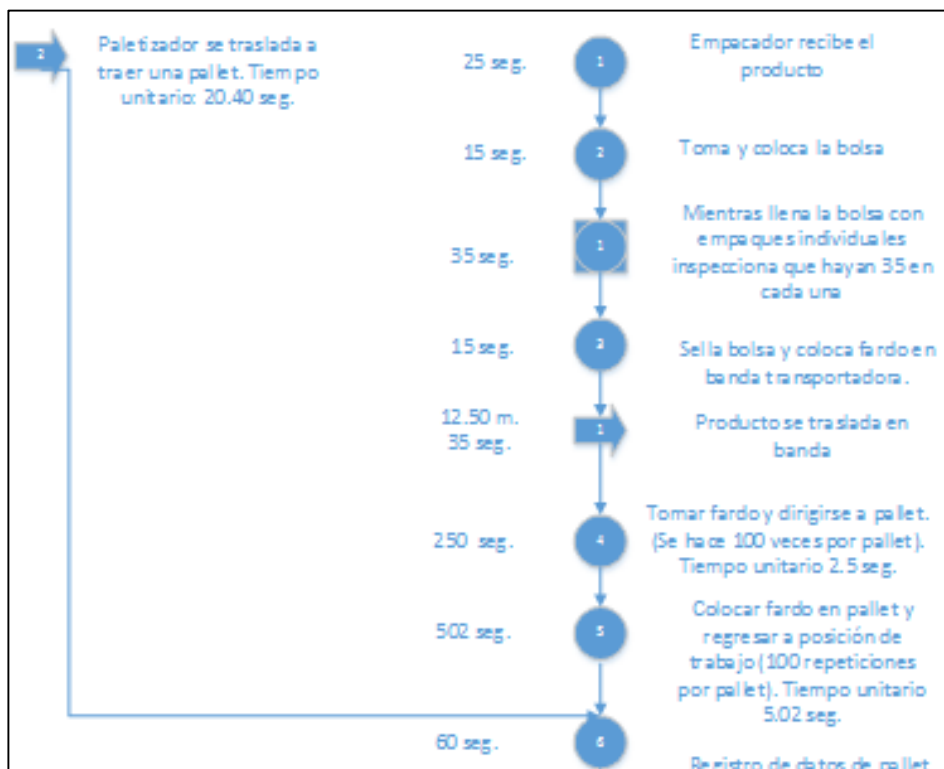 2
Paletizador se traslada a
traer una pallet. Tiempo
unitario: 20.40 seg.
25 seg.
1
Empacador recibe el
producto
15 seg.
2
Toma y coloca la bolsa
35 seg.
1
Mientras llena la bolsa con
empaques individuales
inspecciona que hayan 35 en
cada una
15 seg.
3
Sella bolsa y coloca fardo en
banda transportadora.
12.50 m.
35 seg.
1
Producto se traslada en
banda
250 seg.
4
Tomar fardo y dirigirse a pallet.
(Se hace 100 veces por pallet).
Tiempo unitario 2.5 seg.
502 seg.
5
Colocar fardo en pallet y
regresar a posición de
trabajo (100 repeticiones
por pallet). Tiempo unitario
5.02 seg.
60 seg.
6
Registro de datos de pallet